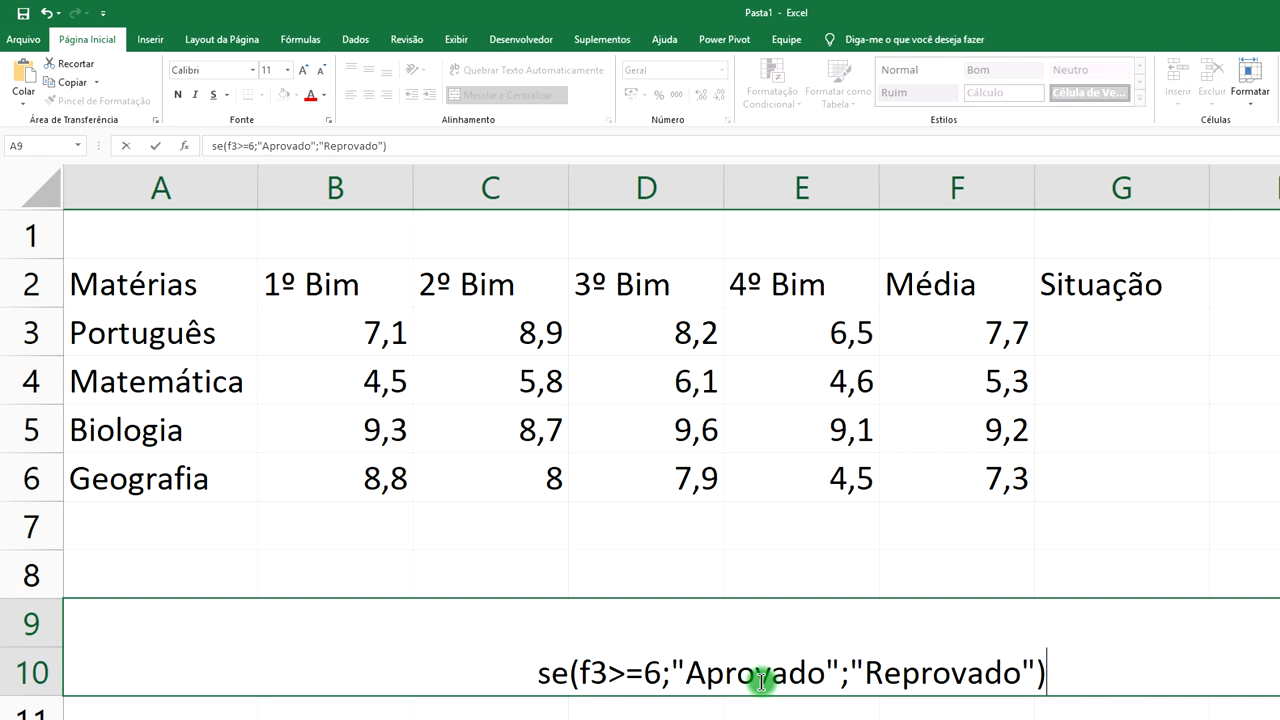 Pasta1 - Excel
Arquivo Página Inicial Inserir Layout da Página Fórmulas Dados Revisão Exibir Desenvolvedor Suplementos Ajuda Power Pivot Equipe Diga-me o que você deseja fazer
Colar
Recortar
Copiar
Pincel de Formatação
Área de Transferência
Calibri 11
N I S
Fonte
Quebrar Texto Automaticamente
Mesclar e Centralizar
Alinhamento
Geral
% 000
Número
Formatação Condicional
Formatar como Tabela
Normal Bom Neutro
Ruim Cálculo Célula de Ve...
Estilos
Inserir Excluir Formatar
Células
A9 fx se(f3>=6;"Aprovado";"Reprovado")
A B C D E F G
1
2 Matérias 1º Bim 2º Bim 3º Bim 4º Bim Média Situação
3 Português 7,1 8,9 8,2 6,5 7,7
4 Matemática 4,5 5,8 6,1 4,6 5,3
5 Biologia 9,3 8,7 9,6 9,1 9,2
6 Geografia 8,8 8 7,9 4,5 7,3
7
8
9
10 se(f3>=6;"Aprovado";"Reprovado")
11